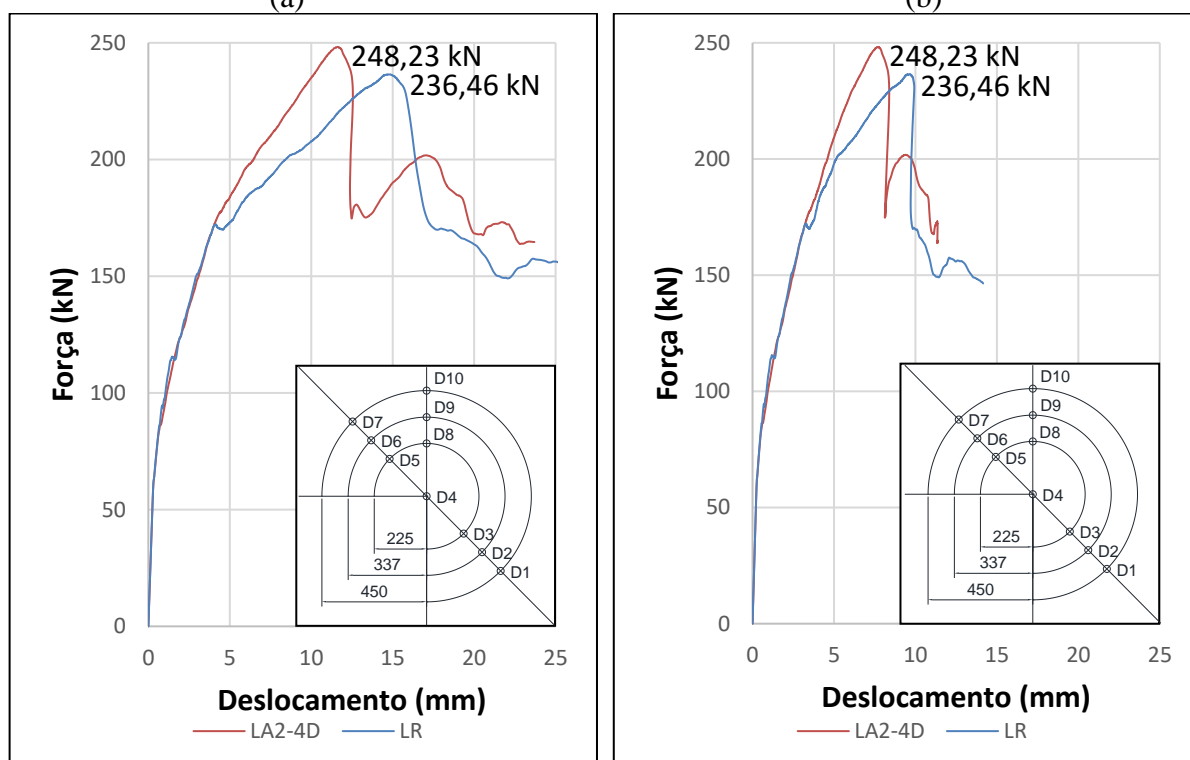 (a)
(b)
250
200
150
100
50
0
Força (kN)
248,23 kN
236,46 kN
D10
D9
D8
D7
D6
D5
D4
D3
D2
D1
225
337
450
0 5 10 15 20 25
Deslocamento (mm)
LA2-4D LR
250
200
150
100
50
0
Força (kN)
248,23 kN
236,46 kN
D10
D9
D8
D7
D6
D5
D4
D3
D2
D1
225
337
450
0 5 10 15 20 25
Deslocamento (mm)
LA2-4D LR